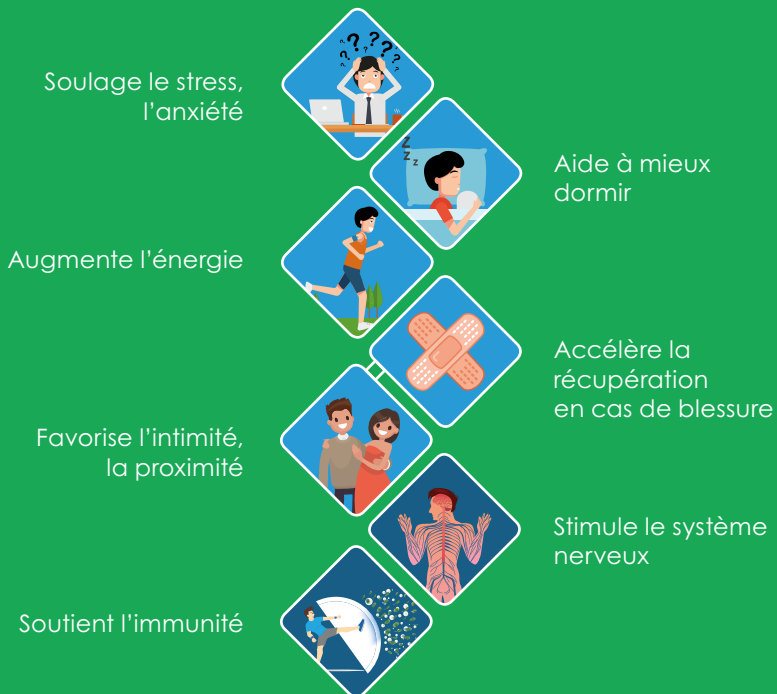 Soulage le stress,
l’anxiété
Aide à mieux
dormir
Augmente l’énergie
Accélère la
récupération
en cas de blessure
Favorise l’intimité,
la proximité
Stimule le système
nerveux
Soutient l’immunité